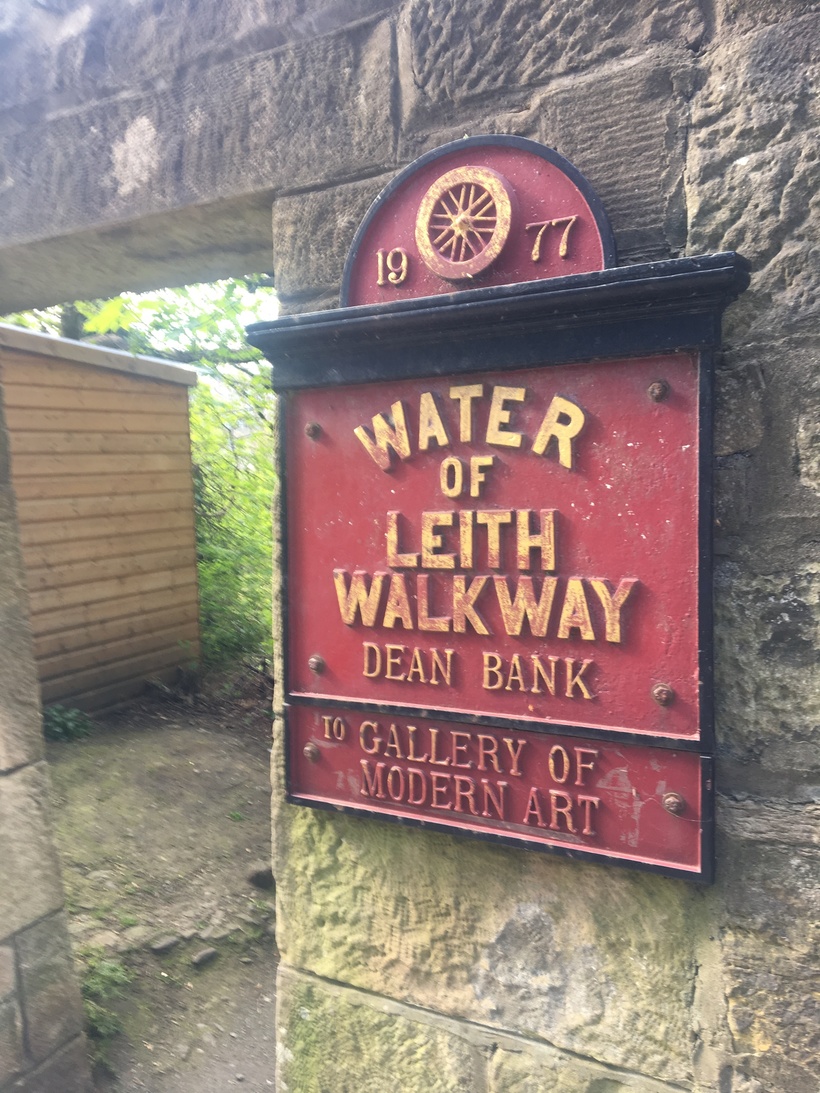 19 77
WATER
OF
LEITH
WALKWAY
DEAN BANK
TO GALLERY OF
MODERN ART